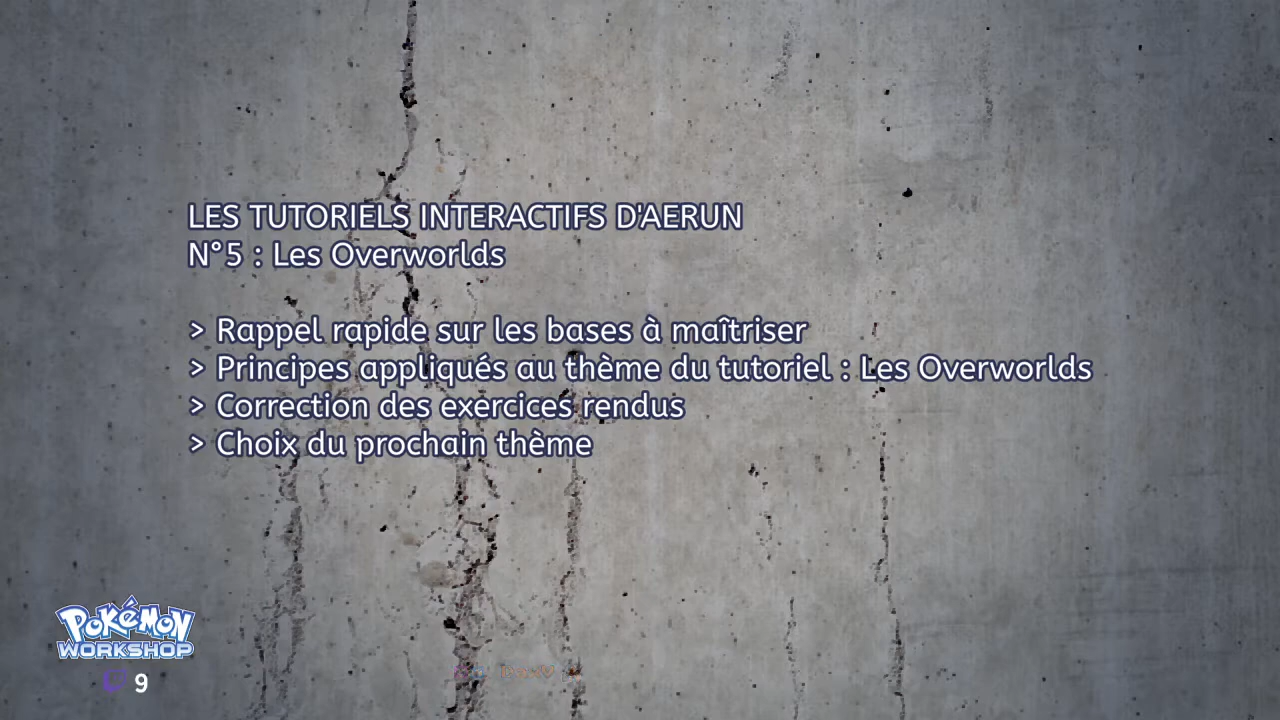 LES TUTORIELS INTERACTIFS D'AERUN
N°5 : Les Overworlds
> Rappel rapide sur les bases à maîtriser
> Principes appliqués au thème du tutoriel : Les Overworlds
> Correction des exercices rendus
> Choix du prochain thème
POKéMON
WORKSHOP
9